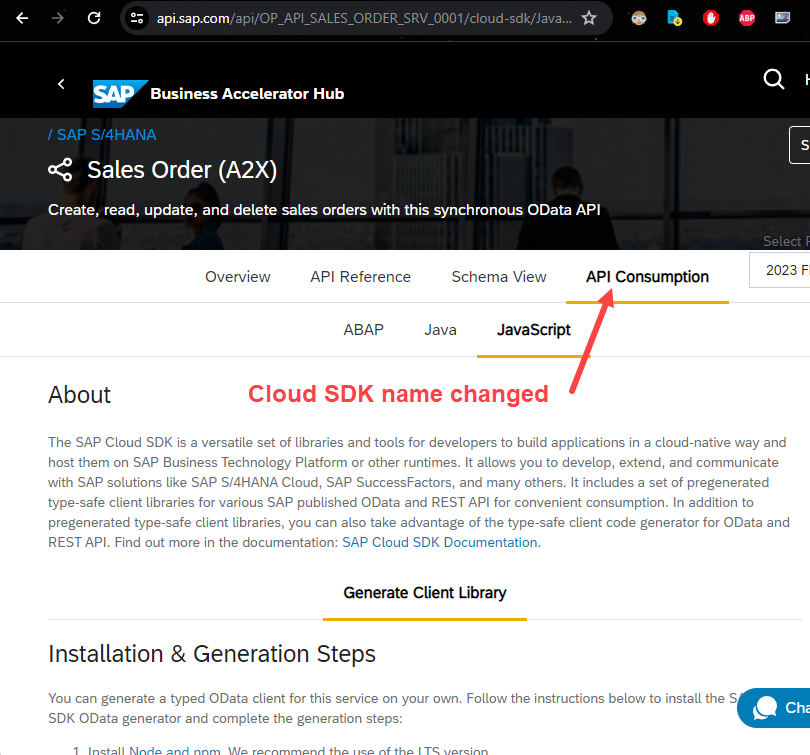 api.sap.com/api/OP_API_SALES_ORDER_SRV_0001/cloud-sdk/Java...
ABP
SAP Business Accelerator Hub
/ SAP S/4HANA
Sales Order (A2X)
Create, read, update, and delete sales orders with this synchronous OData API
Select
Overview API Reference Schema View API Consumption
2023
ABAP Java JavaScript
About
Cloud SDK name changed
The SAP Cloud SDK is a versatile set of libraries and tools for developers to build applications in a cloud-native way and
host them on SAP Business Technology Platform or other runtimes. It allows you to develop, extend, and communicate
with SAP solutions like SAP S/4HANA Cloud, SAP SuccessFactors, and many others. It includes a set of pregenerated
type-safe client libraries for various SAP published OData and REST API for convenient consumption. In addition to
pregenerated type-safe client libraries, you can also take advantage of the type-safe client code generator for OData and
REST API. Find out more in the documentation: SAP Cloud SDK Documentation.
Generate Client Library
Installation & Generation Steps
You can generate a typed OData client for this service on your own. Follow the instructions below to install the
SDK OData generator and complete the generation steps:
1. Install Node and npm. We recommend the use of the LTS version.